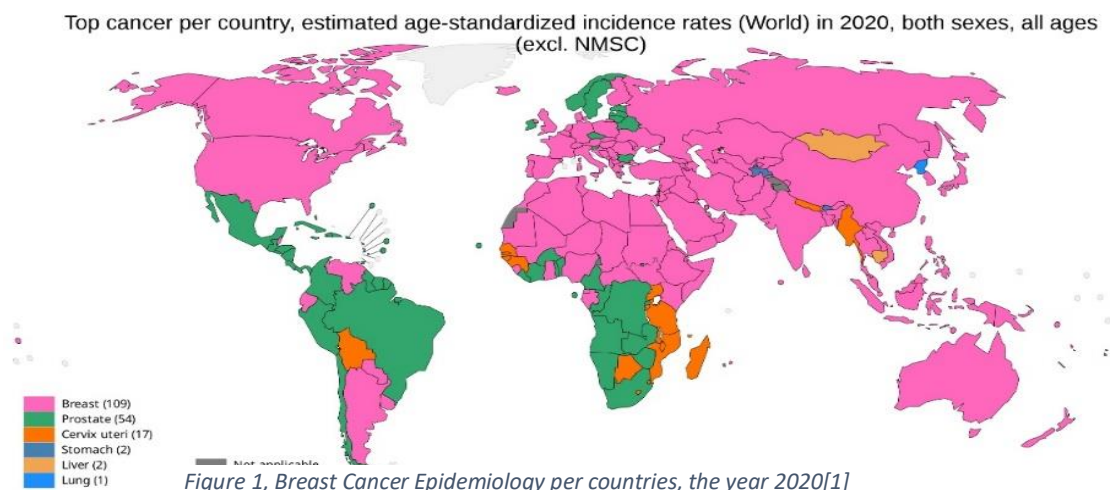 Top cancer per country, estimated age-standardized incidence rates (World) in 2020, both sexes, all ages
(excl. NMSC)
Breast (109)
Prostate (54)
Cervix uteri (17)
Stomach (2)
Liver (2)
Lung (1)
Not applicable
Figure 1, Breast Cancer Epidemiology per countries, the year 2020[1]